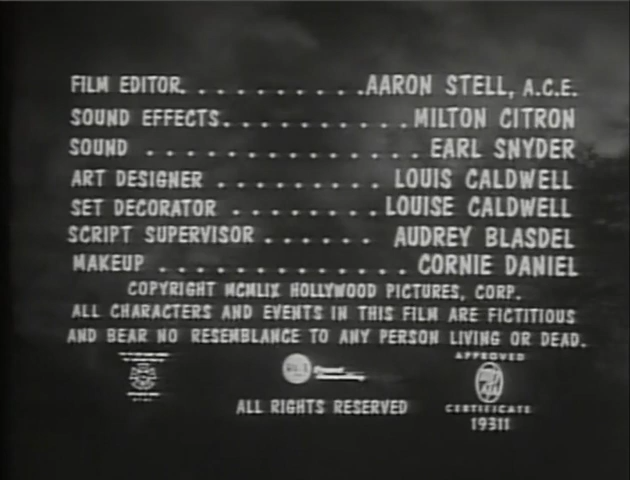 FILM EDITOR. . . . . . . . . .AARON STELL, A.C.E.
SOUND EFFECTS. . . . . . . . . . MILTON CITRON
SOUND . . . . . . . . . . . . . . . EARL SNYDER
ART DESIGNER . . . . . . . . . LOUIS CALDWELL
SET DECORATOR . . . . . . . .LOUISE CALDWELL
SCRIPT SUPERVISOR . . . . . . AUDREY BLASDEL
MAKEUP . . . . . . . . . . . . . CORNIE DANIEL
COPYRIGHT MCMLIX HOLLYWOOD PICTURES, CORP.
ALL CHARACTERS AND EVENTS IN THIS FILM ARE FICTITIOUS
AND BEAR NO RESEMBLANCE TO ANY PERSON LIVING OR DEAD.
ALL RIGHTS RESERVED
APPROVED
CERTIFICATE
19311